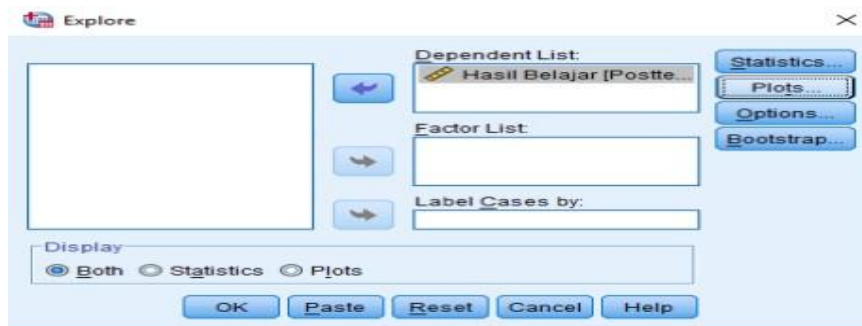 Explore
Dependent List:
Hasil Belajar [Postte...
Statistics...
Plots...
Options...
Bootstrap...
Factor List:
Label Cases by:
Display
Both Statistics Plots
OK Paste Reset Cancel Help